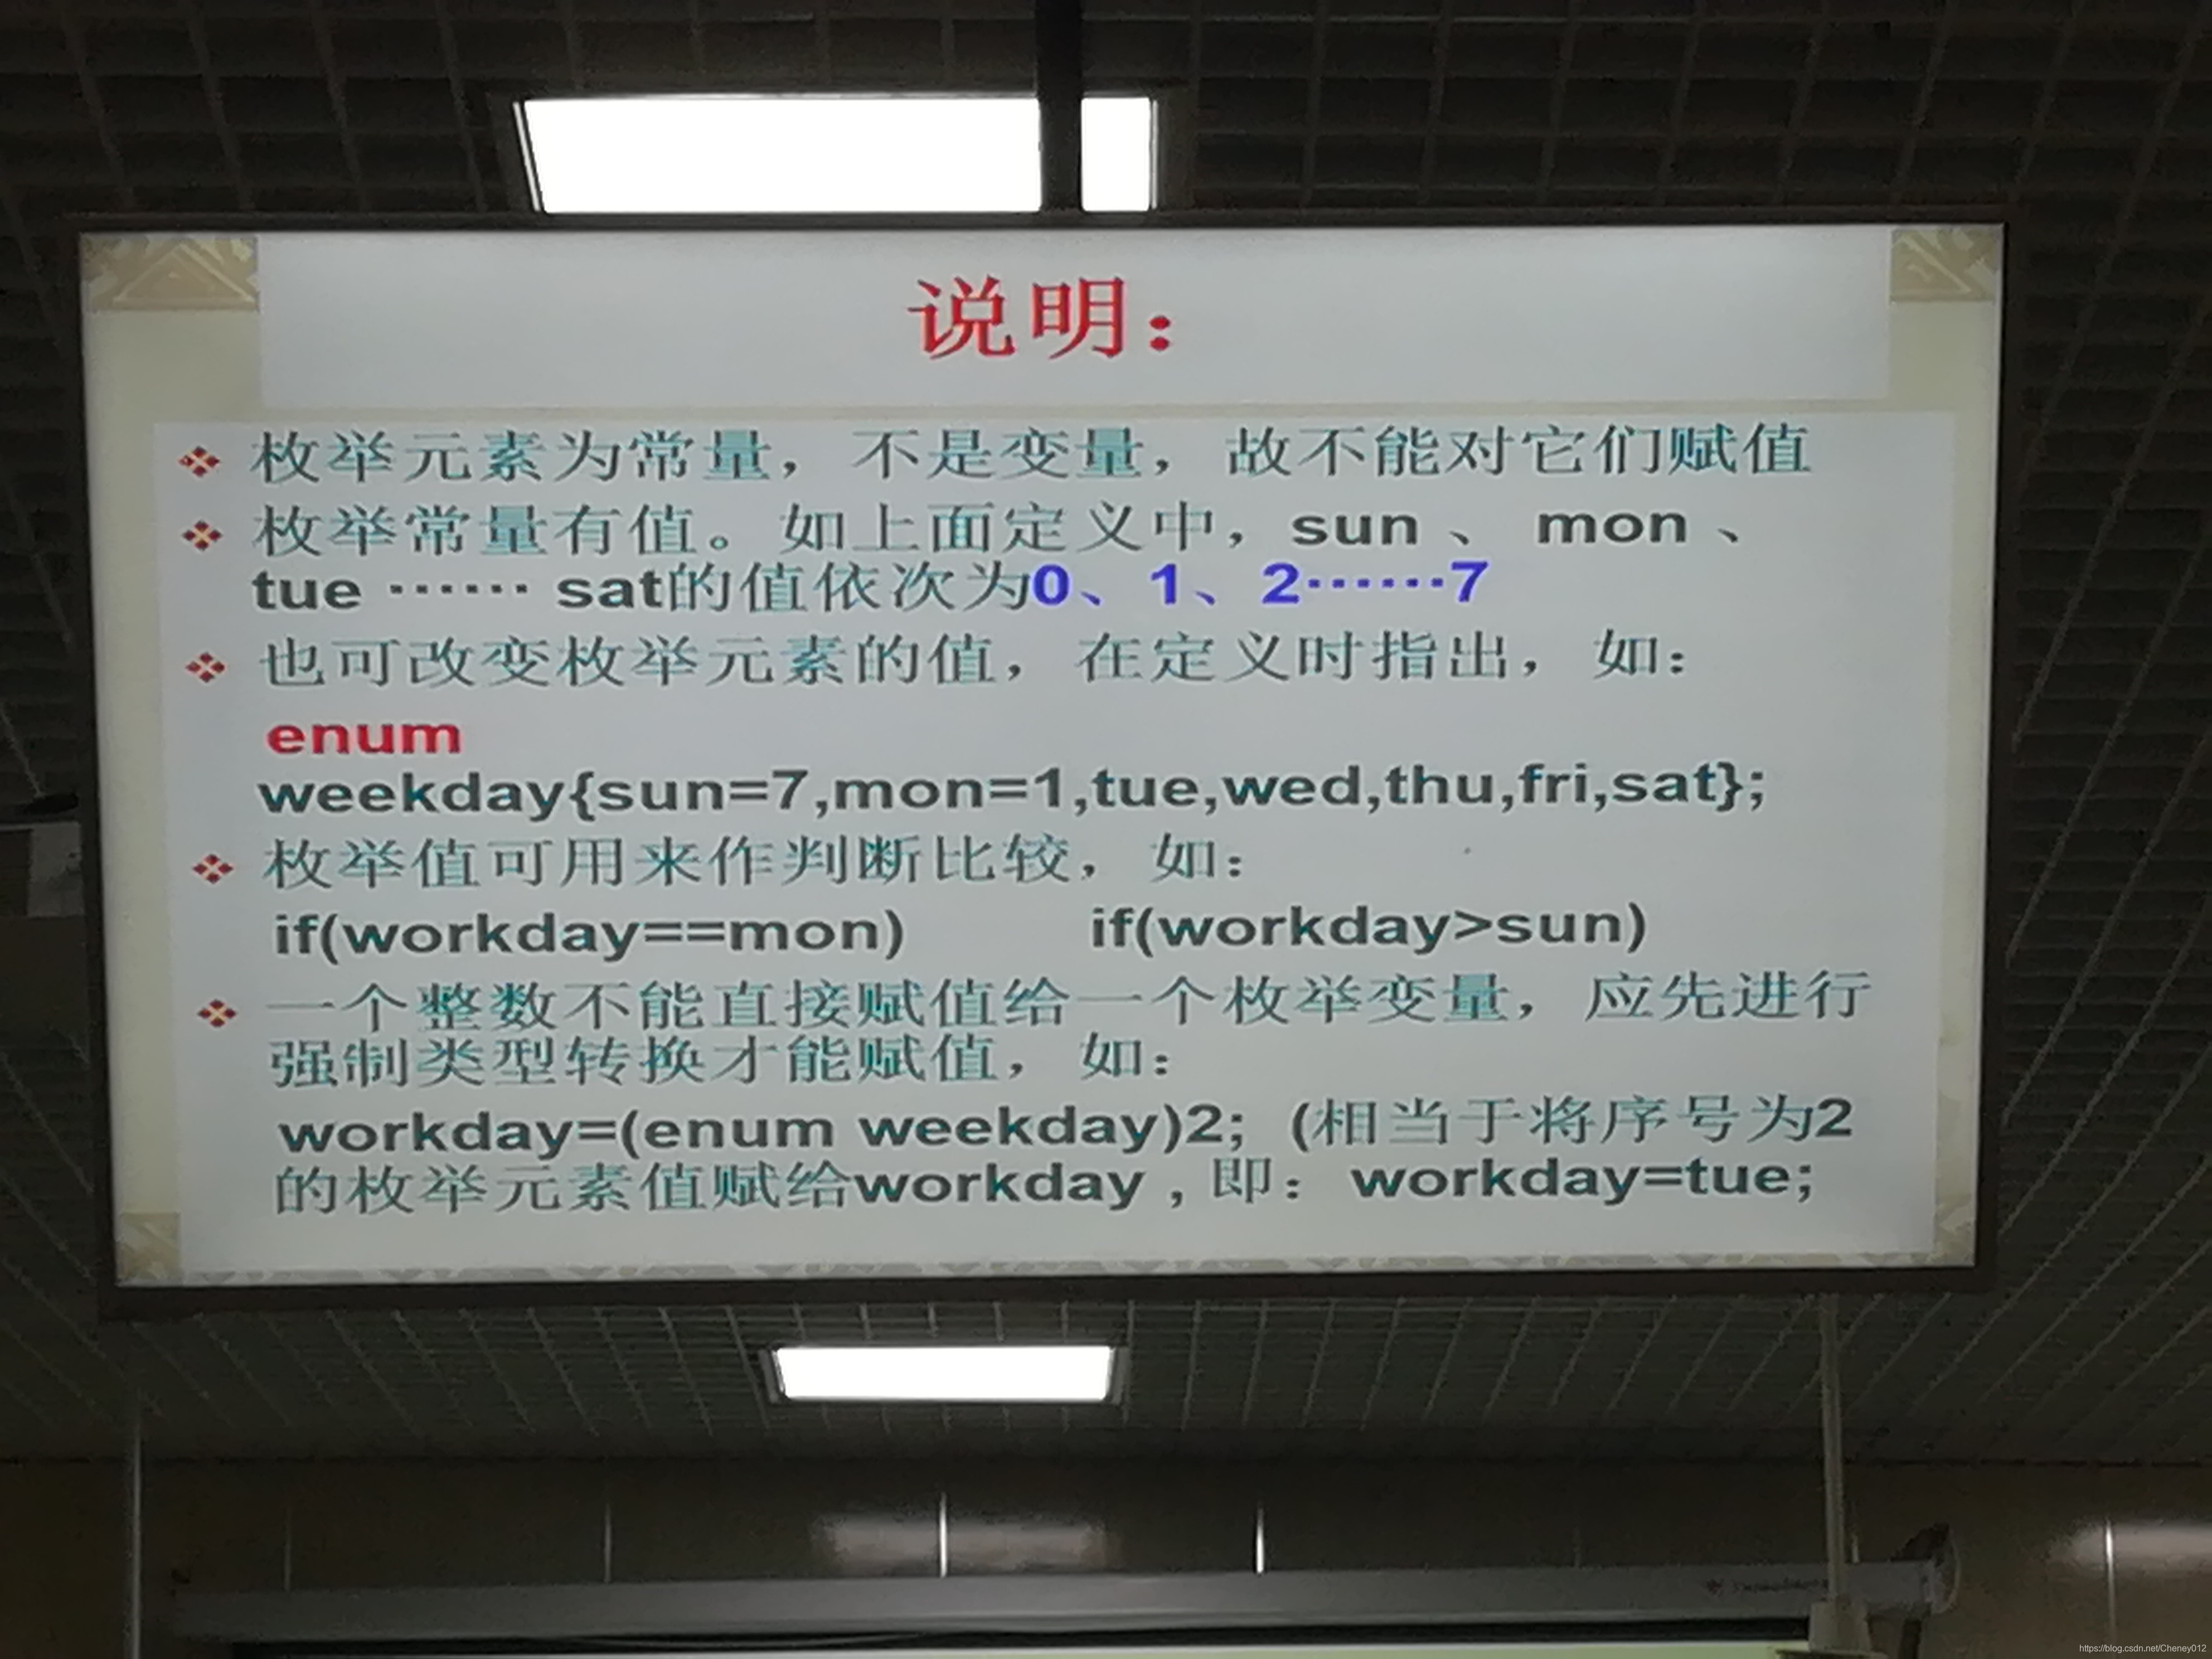 说明：
枚举元素为常量，不是变量，故不能对它们赋值
枚举常量有值。如上面定义中，sun 、 mon 、
tue …… sat的值依次为0、1、2……7
也可改变枚举元素的值，在定义时指出，如：
enum
weekday{sun=7,mon=1,tue,wed,thu,fri,sat};
枚举值可用来作判断比较，如：
if(workday==mon) if(workday>sun)
一个整数不能直接赋值给一个枚举变量，应先进行
强制类型转换才能赋值，如：
workday=(enum weekday)2; (相当于将序号为2
的枚举元素值赋给workday , 即：workday=tue;
https://blog.csdn.net/Cheney012